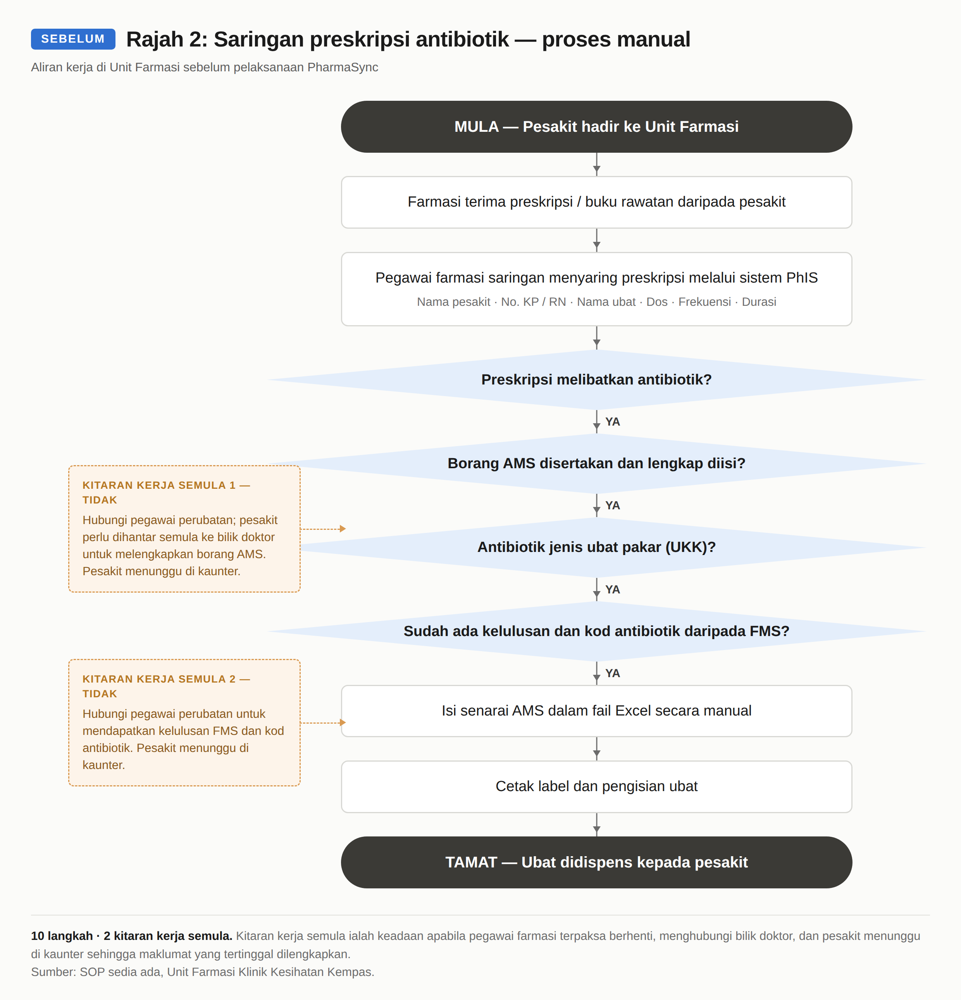 SEBELUM Rajah 2: Saringan preskripsi antibiotik — proses manual
Aliran kerja di Unit Farmasi sebelum pelaksanaan PharmaSync
MULA — Pesakit hadir ke Unit Farmasi
Farmasi terima preskripsi / buku rawatan daripada pesakit
Pegawai farmasi saringan menyaring preskripsi melalui sistem PhIS
Nama pesakit · No. KP / RN · Nama ubat · Dos · Frekuensi · Durasi
Preskripsi melibatkan antibiotik?
YA
Borang AMS disertakan dan lengkap diisi?
KITARAN KERJA SEMULA 1 —
TIDAK
Hubungi pegawai perubatan; pesakit
perlu dihantar semula ke bilik doktor
untuk melengkapkan borang AMS.
Pesakit menunggu di kaunter.
YA
Antibiotik jenis ubat pakar (UKK)?
YA
Sudah ada kelulusan dan kod antibiotik daripada FMS?
YA
KITARAN KERJA SEMULA 2 —
TIDAK
Hubungi pegawai perubatan untuk
mendapatkan kelulusan FMS dan kod
antibiotik. Pesakit menunggu di
kaunter.
Isi senarai AMS dalam fail Excel secara manual
Cetak label dan pengisian ubat
TAMAT — Ubat didispens kepada pesakit
10 langkah · 2 kitaran kerja semula. Kitaran kerja semula ialah keadaan apabila pegawai farmasi terpaksa berhenti, menghubungi bilik doktor, dan pesakit menunggu
di kaunter sehingga maklumat yang tertinggal dilengkapkan.
Sumber: SOP sedia ada, Unit Farmasi Klinik Kesihatan Kempas.